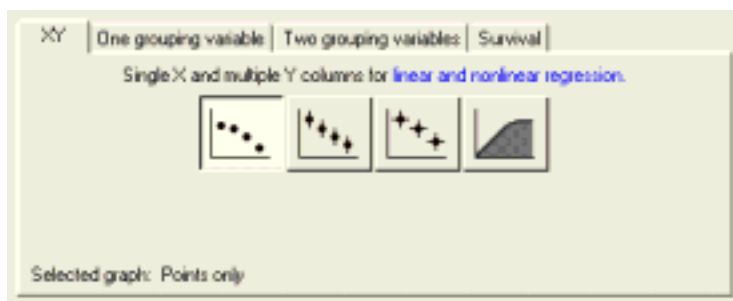 XY One grouping variable Two grouping variables Survival
Single X and multiple Y columns for linear and nonlinear regression.
Selected graph: Points only